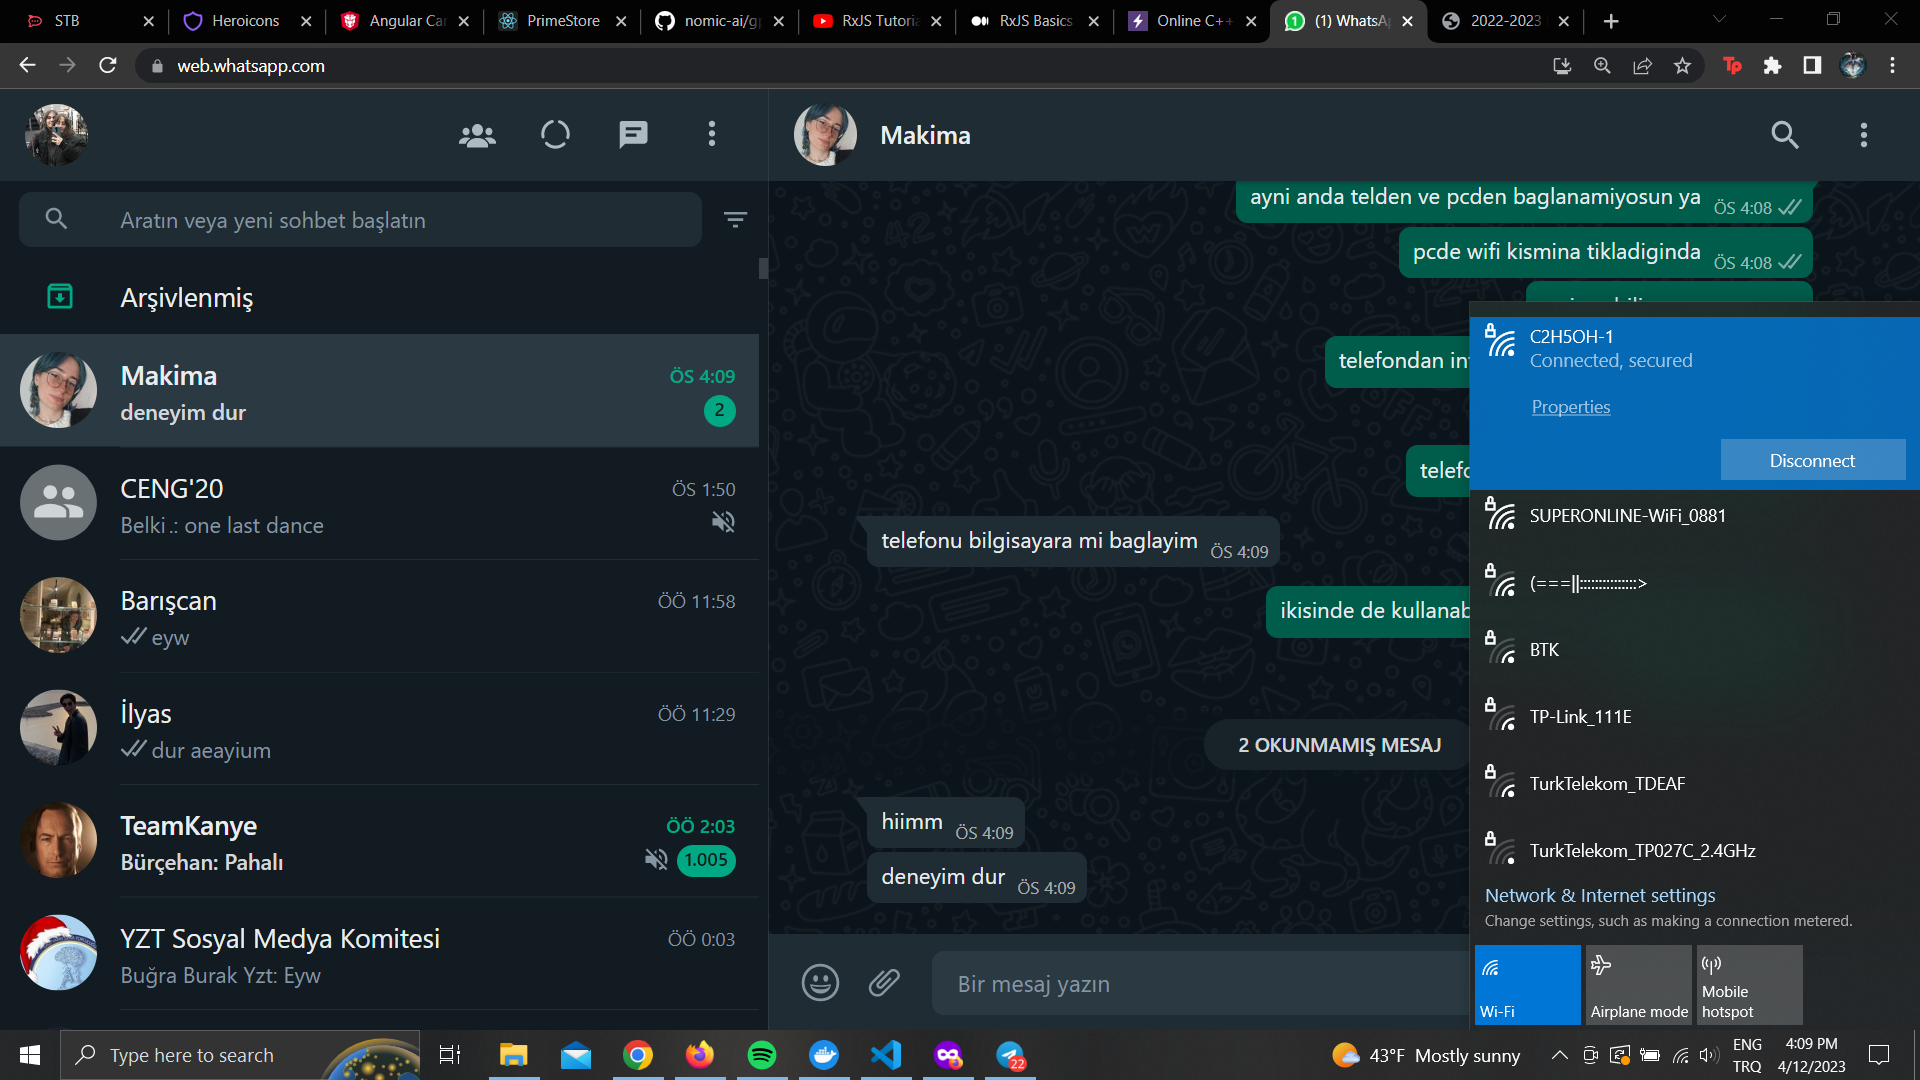 STB
Heroicons
Angular Car
PrimeStore
nomic-ai/gp
RxJS Tutoria
RxJS Basics
Online C++
(1) WhatsAp
2022-2023
web.whatsapp.com
Tp
Makima
Aratın veya yeni sohbet başlatın
Arşivlenmiş
Makima
ÖS 4:09
deneyim dur
2
CENG'20
ÖS 1:50
Belki .: one last dance
Barışcan
ÖÖ 11:58
eyw
İlyas
ÖÖ 11:29
dur aeayium
TeamKanye
ÖÖ 2:03
Bürçehan: Pahalı
1.005
YZT Sosyal Medya Komitesi
ÖÖ 0:03
Buğra Burak Yzt: Eyw
ayni anda telden ve pcden baglanamiyosun ya ÖS 4:08
pcde wifi kismina tikladiginda ÖS 4:08
telefondan in
telefo
telefonu bilgisayara mi baglayim ÖS 4:09
ikisinde de kullanab
2 OKUNMAMIŞ MESAJ
hiimm ÖS 4:09
deneyim dur ÖS 4:09
Bir mesaj yazın
C2H5OH-1
Connected, secured
Properties
Disconnect
SUPERONLINE-WiFi_0881
(===||::::::::::::::>
BTK
TP-Link_111E
TurkTelekom_TDEAF
TurkTelekom_TP027C_2.4GHz
Network & Internet settings
Change settings, such as making a connection metered.
Wi-Fi
Airplane mode
Mobile
hotspot
Type here to search
22
43°F Mostly sunny
ENG
TRQ
4:09 PM
4/12/2023